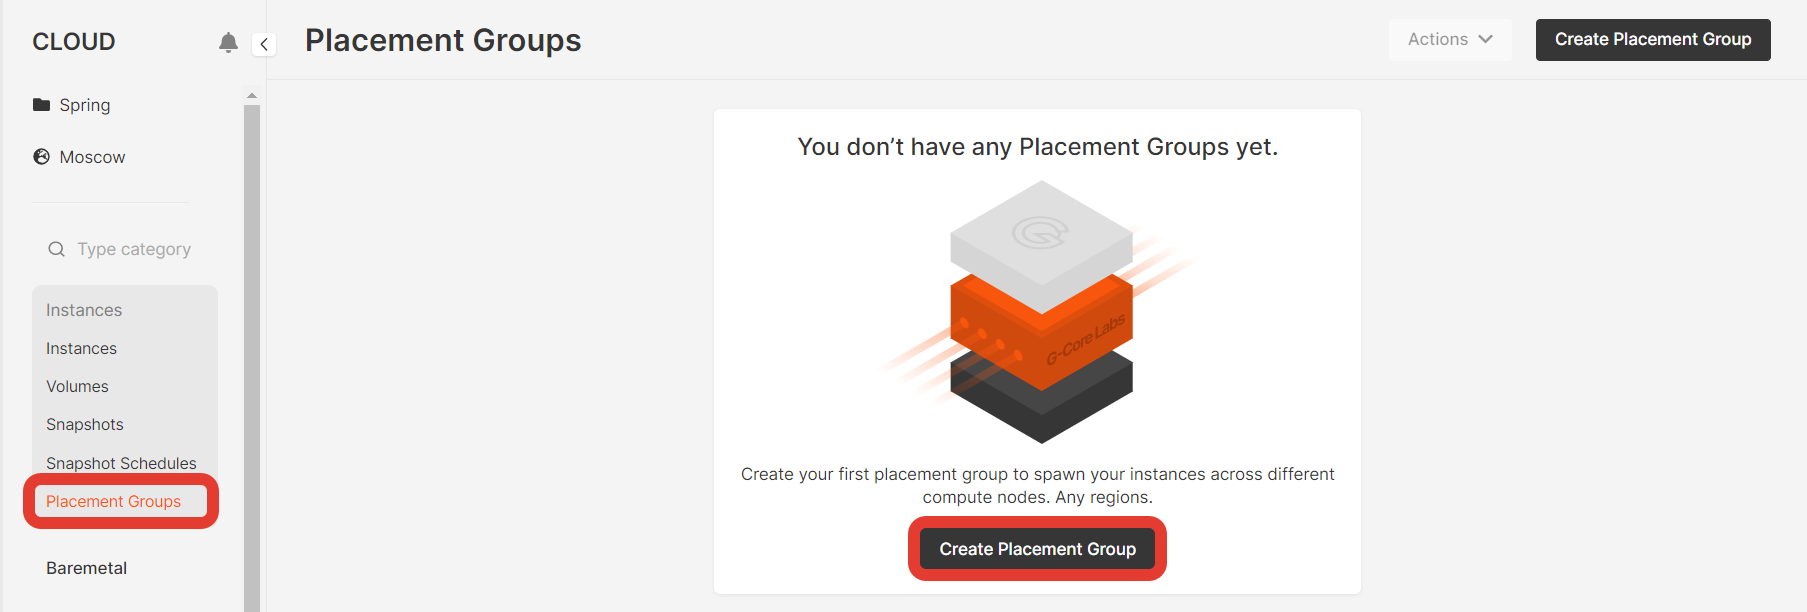 CLOUD
Spring
Moscow
Type category
Instances
Instances
Volumes
Snapshots
Snapshot Schedules
Placement Groups
Baremetal
Placement Groups
Actions
Create Placement Group
You don’t have any Placement Groups yet.
G-Core Labs
Create your first placement group to spawn your instances across different
compute nodes. Any regions.
Create Placement Group